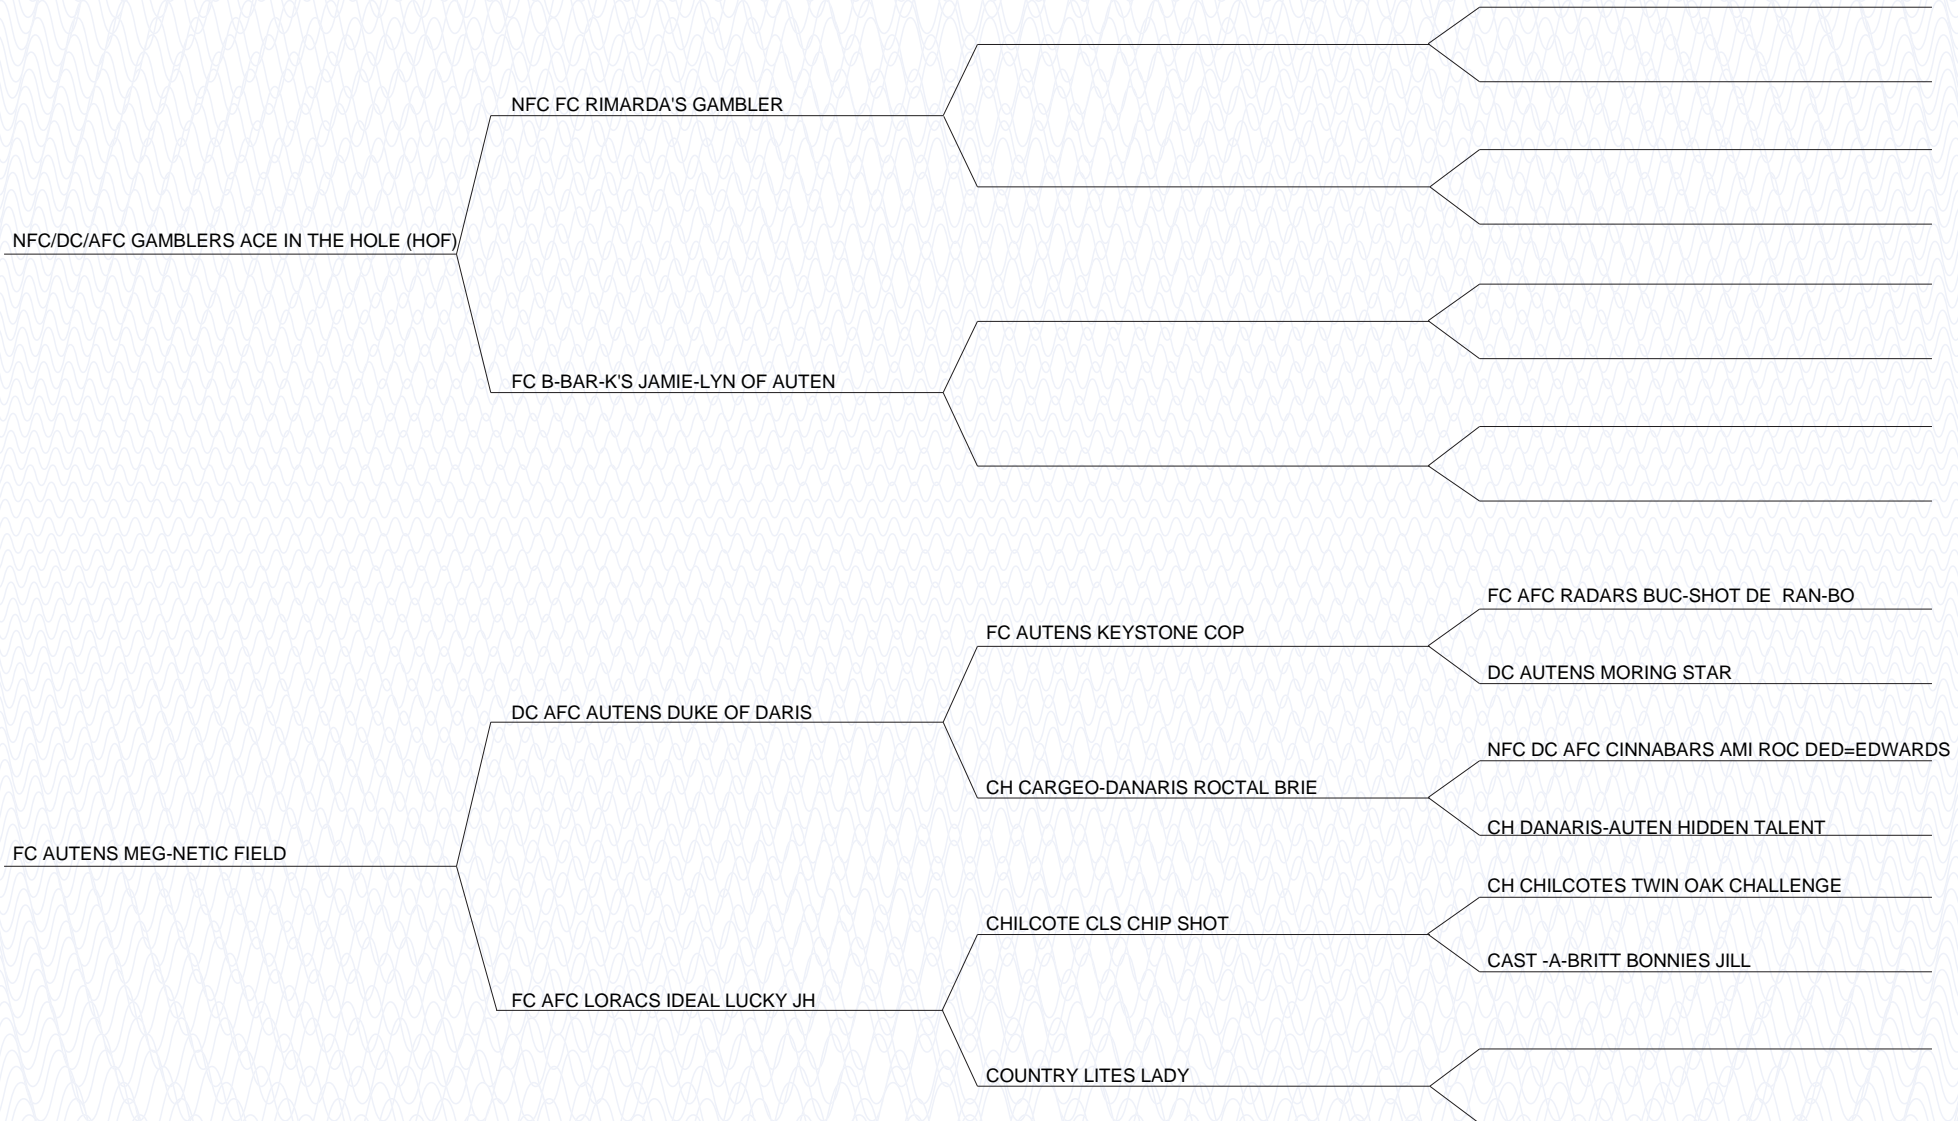 NFC FC RIMARDA'S GAMBLER
NFC/DC/AFC GAMBLERS ACE IN THE HOLE (HOF)
FC B-BAR-K'S JAMIE-LYN OF AUTEN
FC AFC RADARS BUC-SHOT DE  RAN-BO
FC AUTENS KEYSTONE COP
DC AUTENS MORING STAR
DC AFC AUTENS DUKE OF DARIS
NFC DC AFC CINNABARS AMI ROC DED=EDWARDS
CH CARGEO-DANARIS ROCTAL BRIE
CH DANARIS-AUTEN HIDDEN TALENT
FC AUTENS MEG-NETIC FIELD
CH CHILCOTES TWIN OAK CHALLENGE
CHILCOTE CLS CHIP SHOT
CAST -A-BRITT BONNIES JILL
FC AFC LORACS IDEAL LUCKY JH
COUNTRY LITES LADY